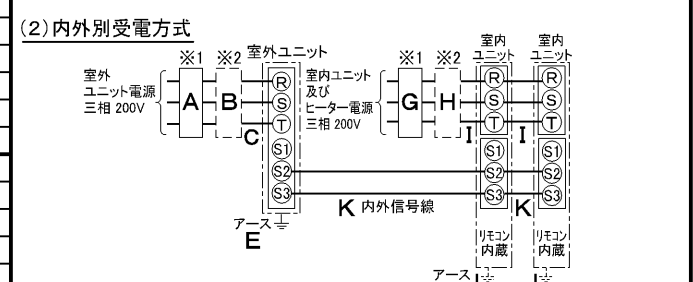 (2)内外別受電方式
※1 ※2 室外ユニット
室外
ユニット電源
三相 200V
A B
C
R
S
T
S1
S2
S3
アース
E
※1 ※2
室内ユニット
及び
ヒーター電源
三相 200V
G H
I I
室内
ユニット
R
S
T
S1
S2
S3
リモコン
内蔵
室内
ユニット
R
S
T
S1
S2
S3
リモコン
内蔵
K 内外信号線
K
アース